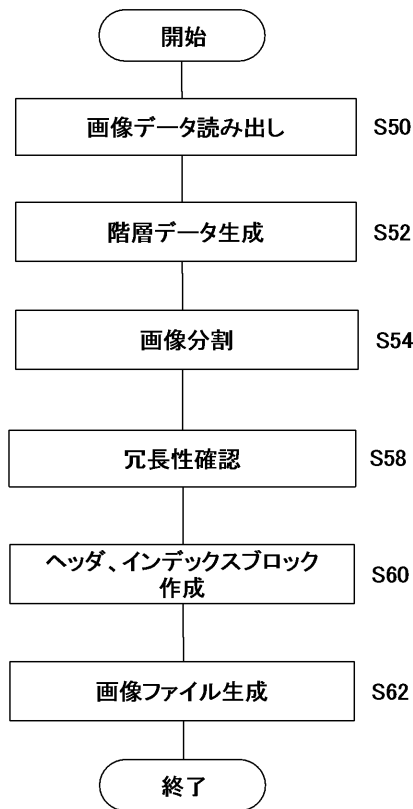 開始
画像データ読み出し S50
階層データ生成 S52
画像分割 S54
冗長性確認 S58
ヘッダ、インデックスブロック
作成 S60
画像ファイル生成 S62
終了